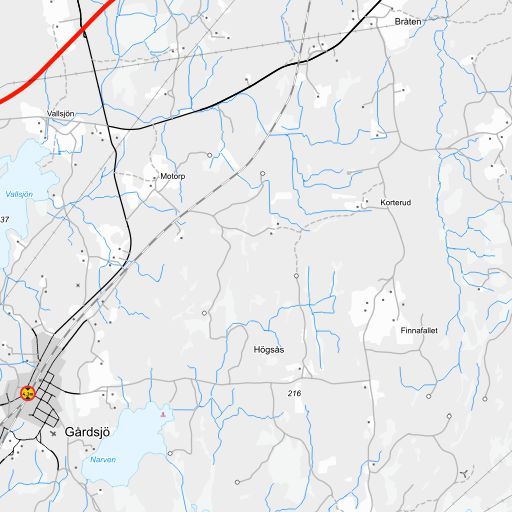 Bråten
Vallsjön
Motorp
Vallsjön
Korterud
37
Finnafallet
Högsås
216
Gårdsjö
Narven